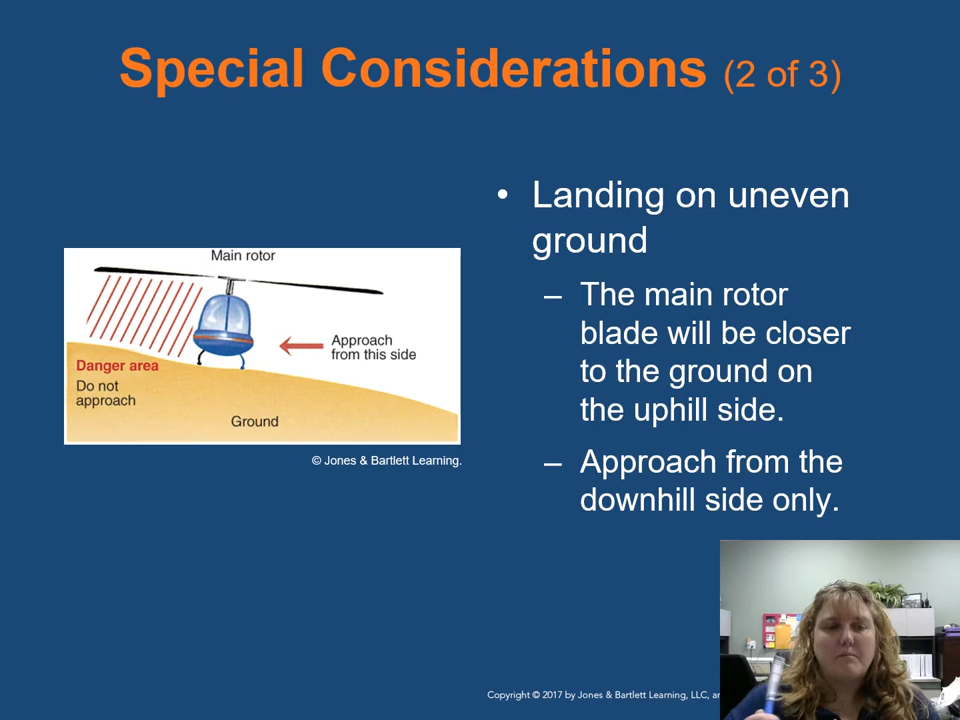 Special Considerations (2 of 3)
Main rotor
Approach
from this side
Danger area
Do not
approach
Ground
© Jones & Bartlett Learning.
• Landing on uneven
ground
– The main rotor
blade will be closer
to the ground on
the uphill side.
– Approach from the
downhill side only.
Copyright © 2017 by Jones & Bartlett Learning, LLC,